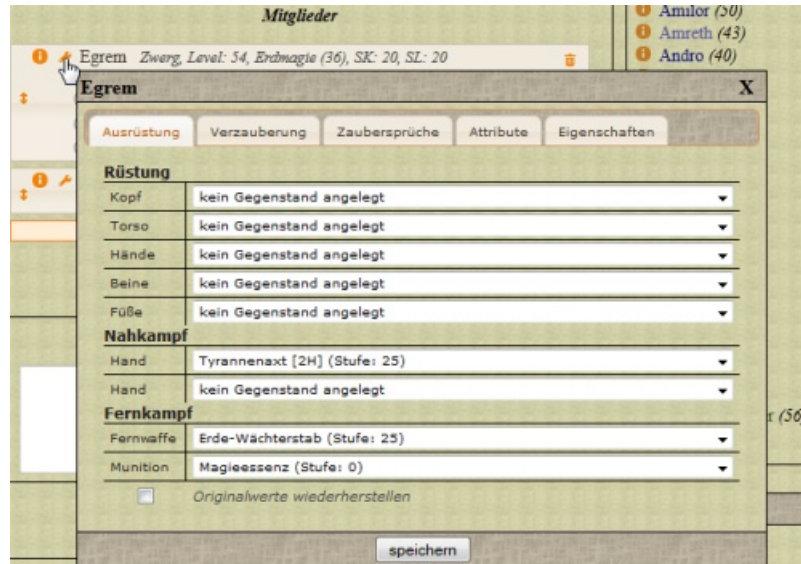 Mitglieder
Amilor (50)
Amreth (43)
Andro (40)
Egrem Zwerg, Level: 54, Erdmagie (36), SK: 20, SL: 20
Egrem X
Ausrüstung Verzauberung Zaubersprüche Attribute Eigenschaften
Rüstung
Kopf kein Gegenstand angelegt
Torso kein Gegenstand angelegt
Hände kein Gegenstand angelegt
Beine kein Gegenstand angelegt
Füße kein Gegenstand angelegt
Nahkampf
Hand Tyrannenaxt [2H] (Stufe: 25)
Hand kein Gegenstand angelegt
Fernkampf
Fernwaffe Erde-Wächterstab (Stufe: 25)
Munition Magieessenz (Stufe: 0)
Originalwerte wiederherstellen
speichern